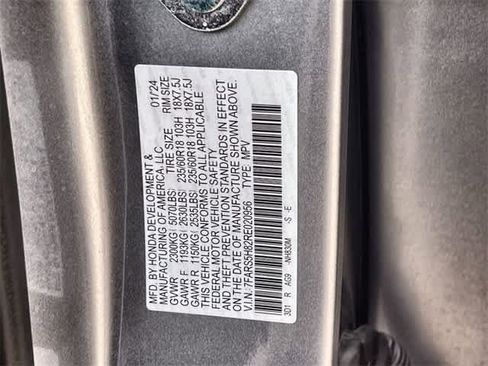 MFD. BY HONDA DEVELOPMENT & 01/24
MANUFACTURING OF AMERICA, LLC
TIRE SIZE RIM SIZE
GVWR 2300KG( 5070LBS)
GAWR F 1193KG( 2630LBS) 235/60R18 103H 18X7.5J
GAWR R 1150KG( 2535LBS) 235/60R18 103H 18X7.5J
THIS VEHICLE CONFORMS TO ALL APPLICABLE
FEDERAL MOTOR VEHICLE SAFETY
AND THEFT PREVENTION STANDARDS IN EFFECT
ON THE DATE OF MANUFACTURE SHOWN ABOVE.
V.I.N.: 7FARS5H82RE020956 TYPE: MPV
3D1 R AG9 -NH830M -S -E